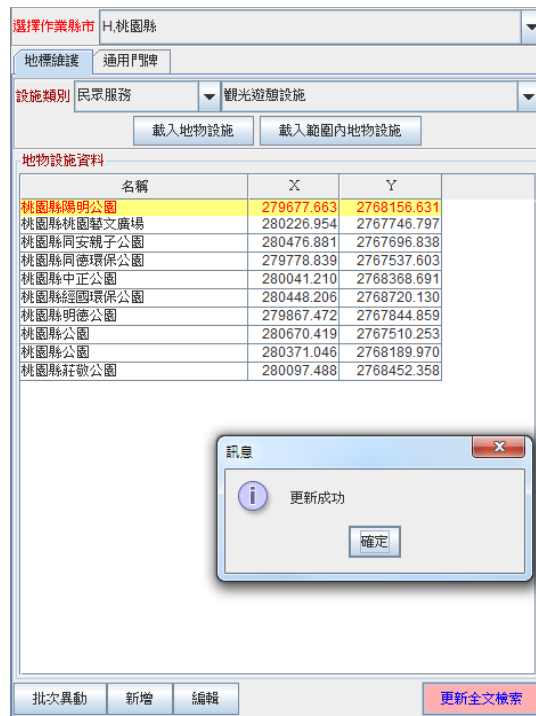 選擇作業縣市 H,桃園縣
地標維護 通用門牌
設施類別 民眾服務 觀光遊憩設施
載入地物設施 載入範圍內地物設施
地物設施資料
名稱 X Y
桃園縣陽明公園 279677.663 2768156.631
桃園縣桃園藝文廣場 280226.954 2767746.797
桃園縣同安親子公園 280476.881 2767696.838
桃園縣同德環保公園 279778.839 2767537.603
桃園縣中正公園 280041.210 2768368.691
桃園縣經國環保公園 280448.206 2768720.130
桃園縣明德公園 279867.472 2767844.859
桃園縣公園 280670.419 2767510.253
桃園縣公園 280371.046 2768189.970
桃園縣莊敬公園 280097.488 2768452.358
訊息
更新成功
確定
批次異動 新增 編輯 更新全文檢索